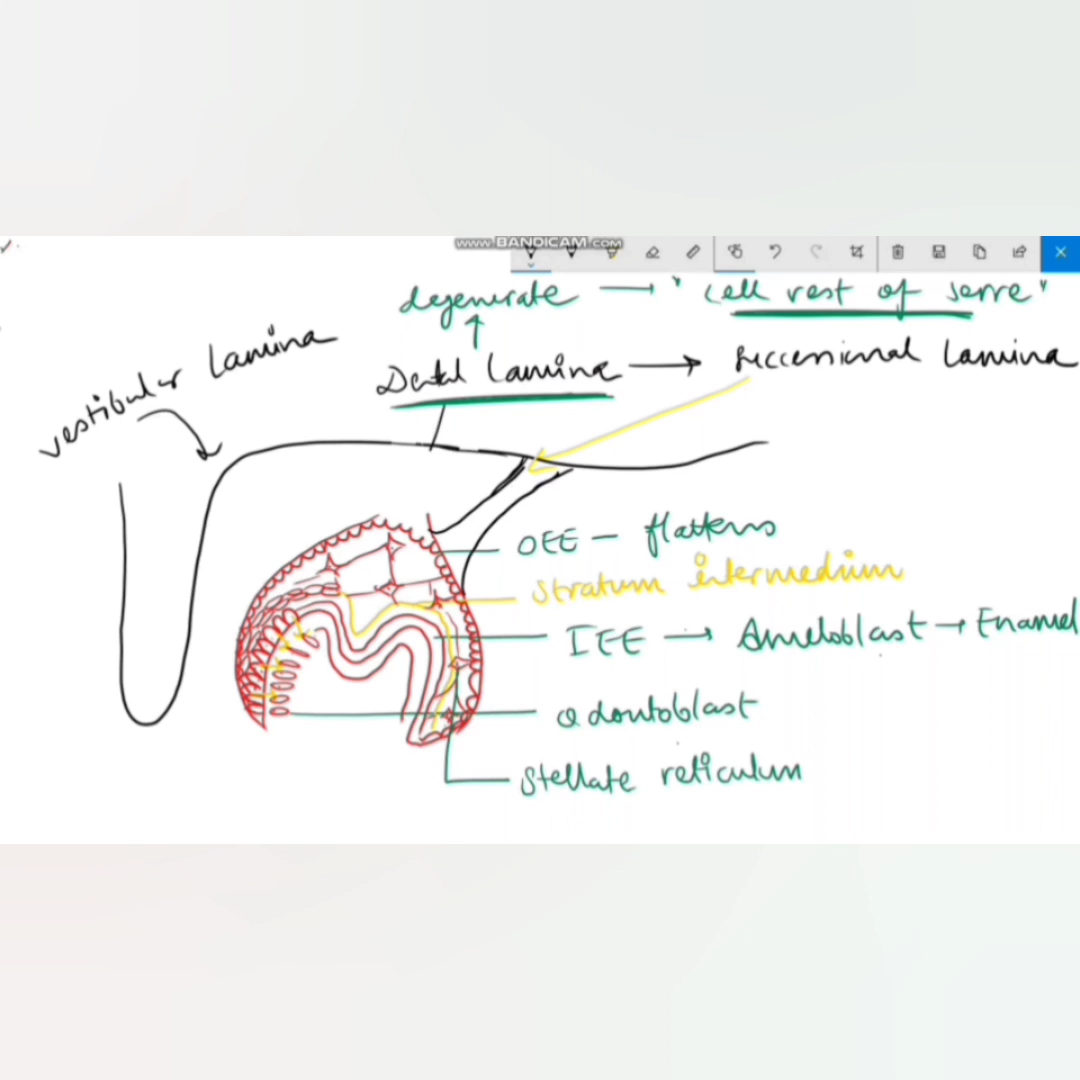 www.BANDICAM.com
degenerate → "cell rest of serre"
vestibular Lamina
Dental Lamina → successional Lamina
OEE — flattens
Stratum intermedium
IEE → Ameloblast → Enamel
Odontoblast
Stellate reticulum